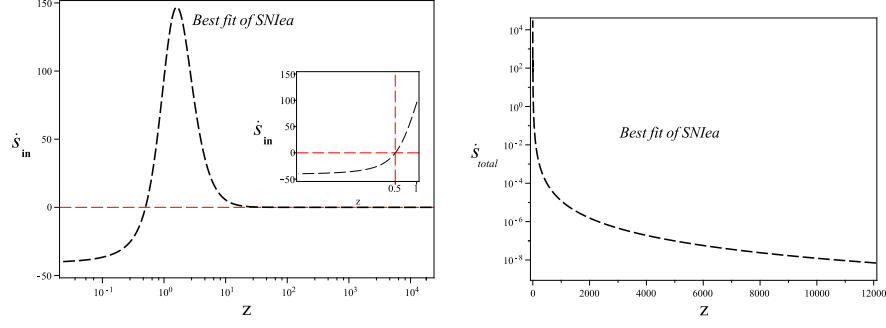 150
Best fit of SNIea
100
50
0
-50
Ṡin
10⁻¹ 10⁰ 10¹ 10² 10³ 10⁴
z
150
100
50
0
-50
Ṡin
0.5 1
z
10⁴
10²
10⁰
10⁻²
10⁻⁴
10⁻⁶
10⁻⁸
Best fit of SNIea
Ṡtotal
0 2000 4000 6000 8000 10000 12000
z